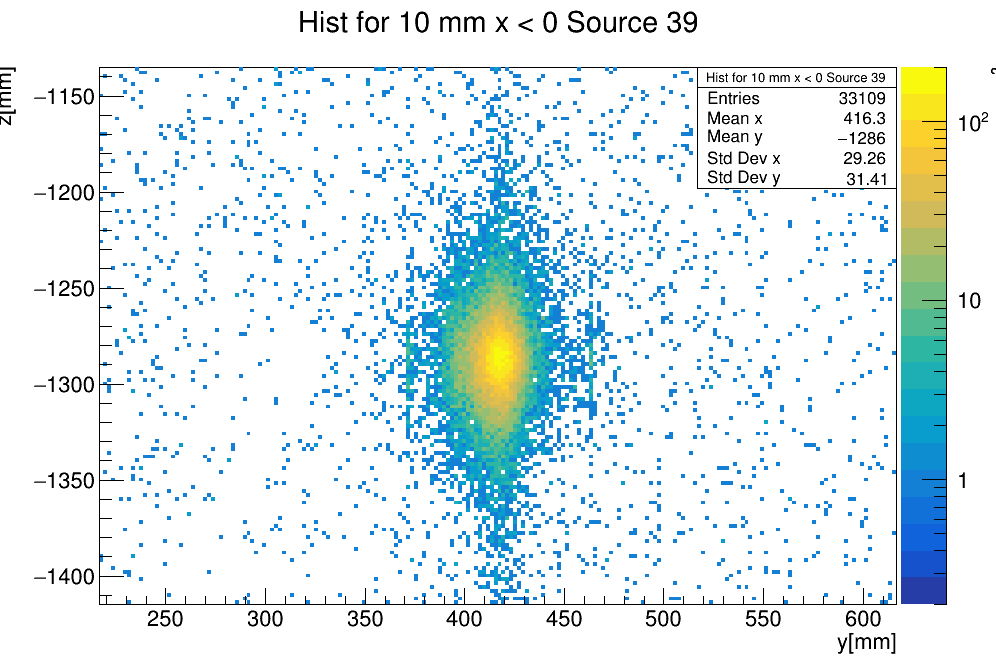 Hist for 10 mm x < 0 Source 39
z[mm]
−1150
−1200
−1250
−1300
−1350
−1400
Hist for 10 mm x < 0 Source 39
Entries 33109
Mean x 416.3
Mean y −1286
Std Dev x 29.26
Std Dev y 31.41
10²
10
1
250 300 350 400 450 500 550 600
y[mm]